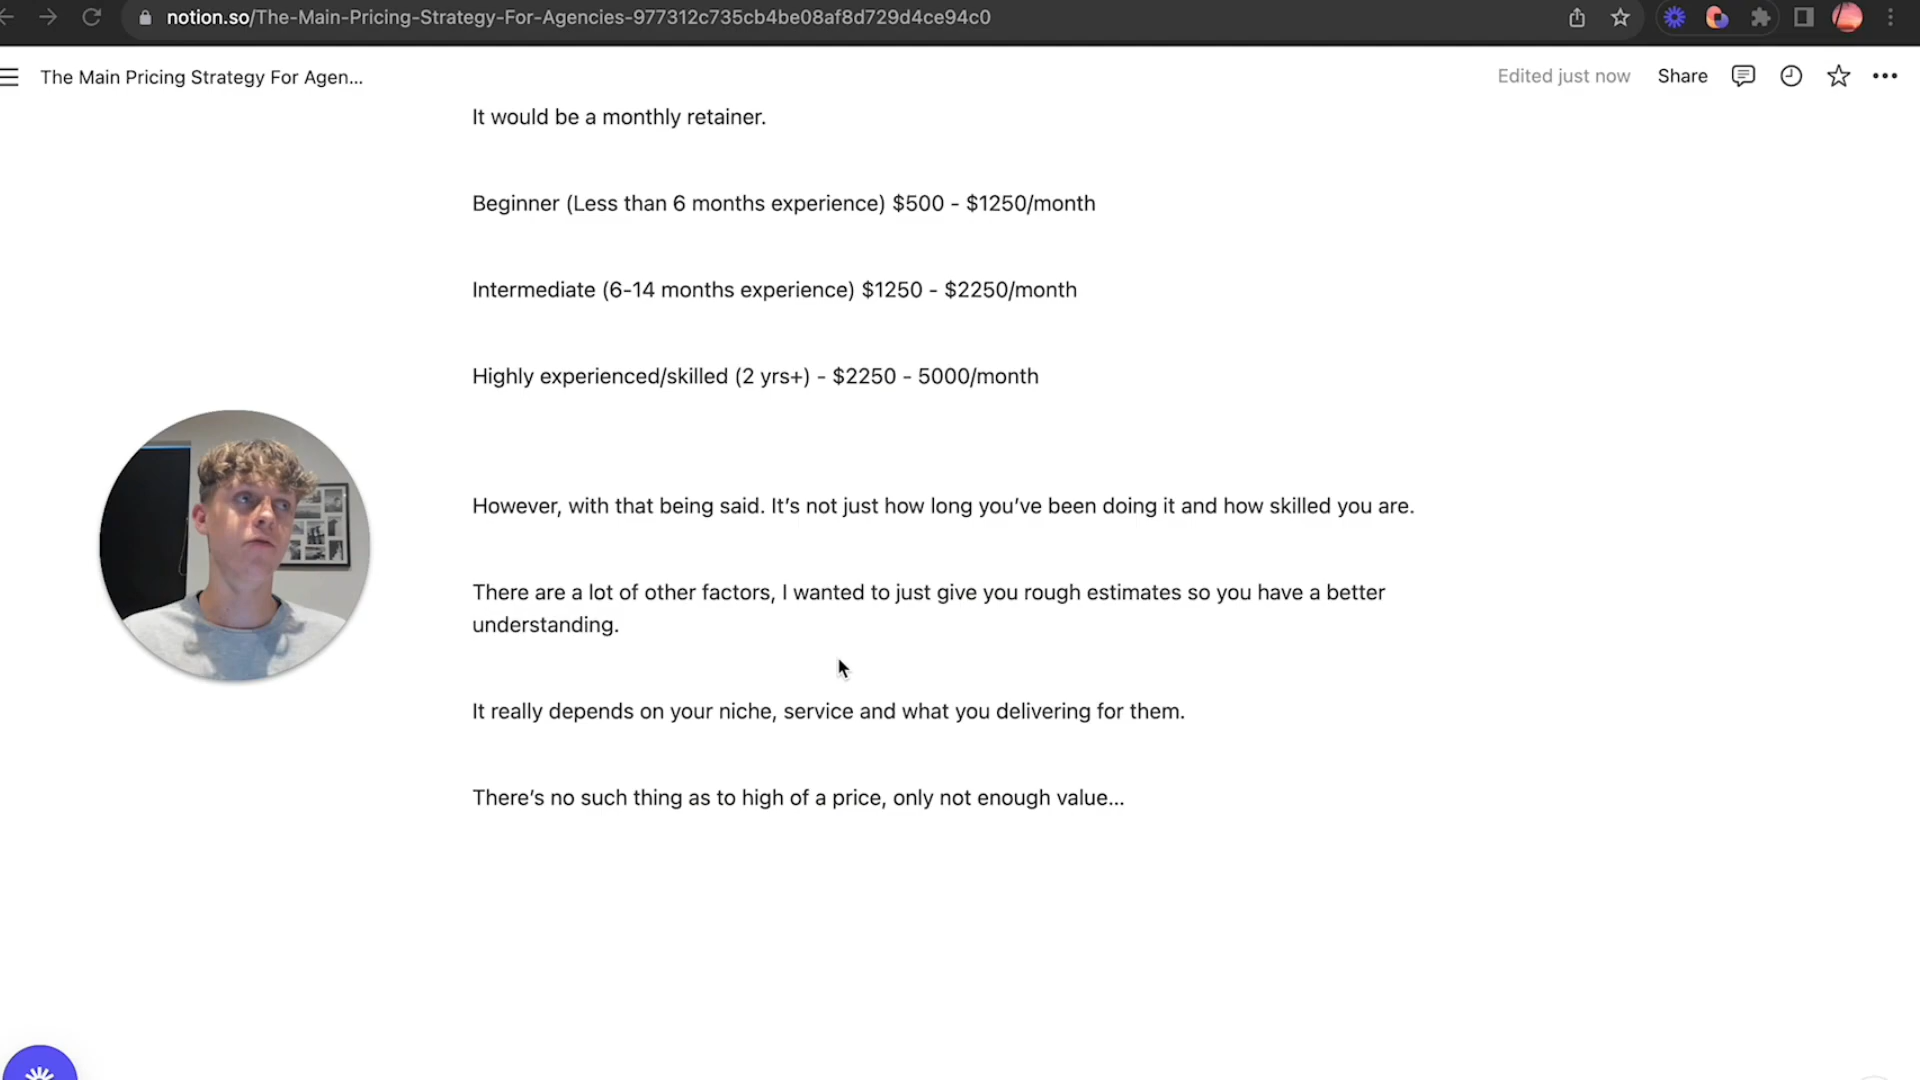 notion.so/The-Main-Pricing-Strategy-For-Agencies-977312c735cb4be08af8d729d4ce94c0
The Main Pricing Strategy For Agen...
Edited just now
Share
It would be a monthly retainer.
Beginner (Less than 6 months experience) $500 - $1250/month
Intermediate (6-14 months experience) $1250 - $2250/month
Highly experienced/skilled (2 yrs+) - $2250 - 5000/month
However, with that being said. It’s not just how long you’ve been doing it and how skilled you are.
There are a lot of other factors, I wanted to just give you rough estimates so you have a better
understanding.
It really depends on your niche, service and what you delivering for them.
There’s no such thing as to high of a price, only not enough value...